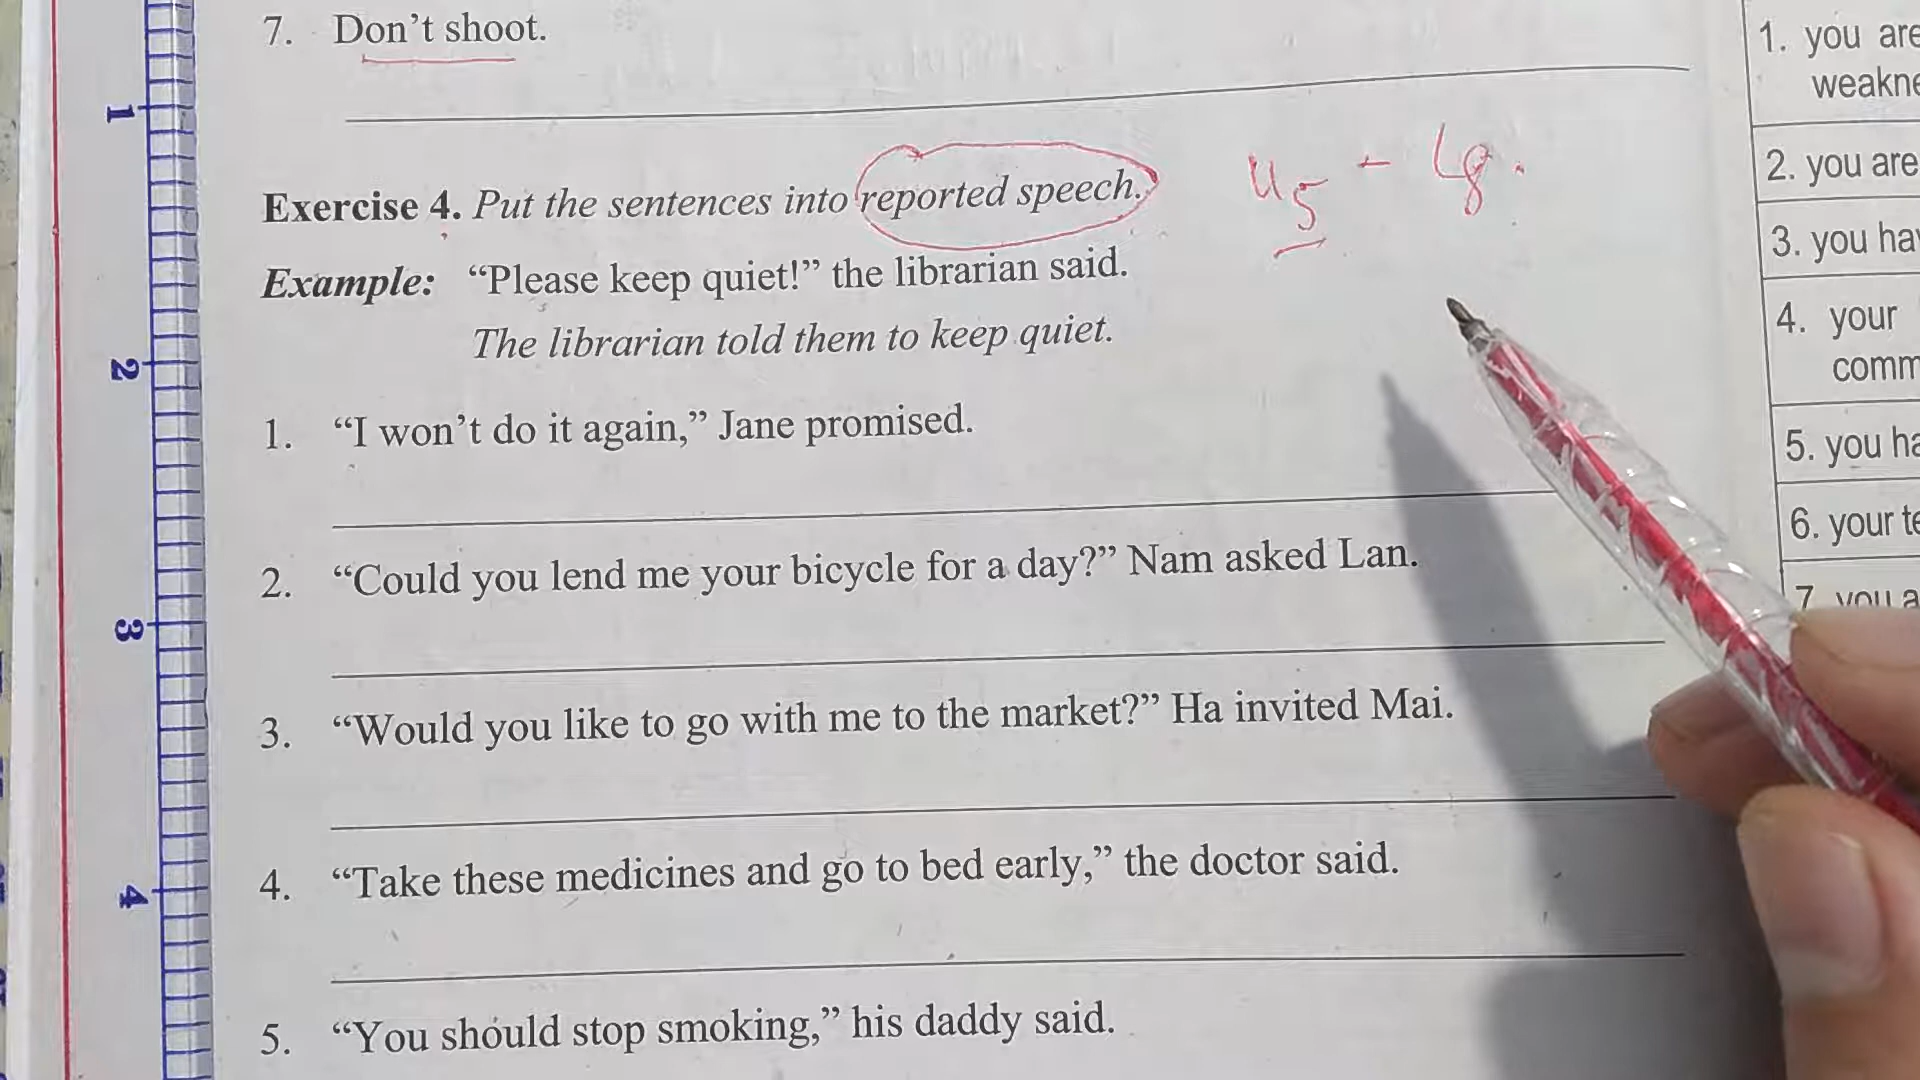 7. Don't shoot.
Exercise 4. Put the sentences into reported speech.
U5 - L8.
Example: “Please keep quiet!” the librarian said.
The librarian told them to keep quiet.
1. “I won't do it again,” Jane promised.
2. “Could you lend me your bicycle for a day?” Nam asked Lan.
3. “Would you like to go with me to the market?” Ha invited Mai.
4. “Take these medicines and go to bed early,” the doctor said.
5. “You should stop smoking,” his daddy said.
1
2
3
4
1. you are
2. you are
3. you
4. your
5. you
6. your
7 you